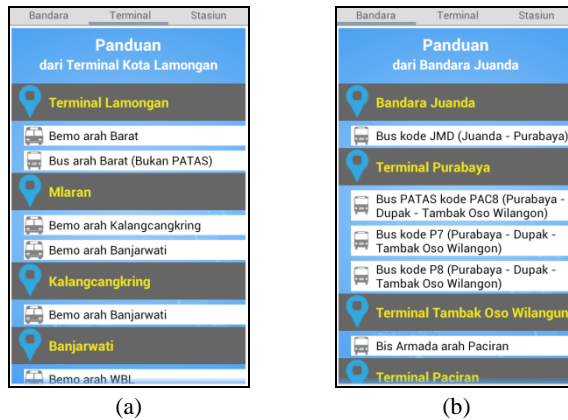 Bandara Terminal Stasiun
Panduan
dari Terminal Kota Lamongan
Terminal Lamongan
Bemo arah Barat
Bus arah Barat (Bukan PATAS)
Mlaran
Bemo arah Kalangcangkring
Bemo arah Banjarwati
Kalangcangkring
Bemo arah Banjarwati
Banjarwati
Bemo arah WBL
(a)
Bandara Terminal Stasiun
Panduan
dari Bandara Juanda
Bandara Juanda
Bus kode JMD (Juanda - Purabaya)
Terminal Purabaya
Bus PATAS kode PAC8 (Purabaya -
Dupak - Tambak Oso Wilangon)
Bus kode P7 (Purabaya - Dupak -
Tambak Oso Wilangon)
Bus kode P8 (Purabaya - Dupak -
Tambak Oso Wilangon)
Terminal Tambak Oso Wilangun
Bis Armada arah Paciran
Terminal Paciran
(b)